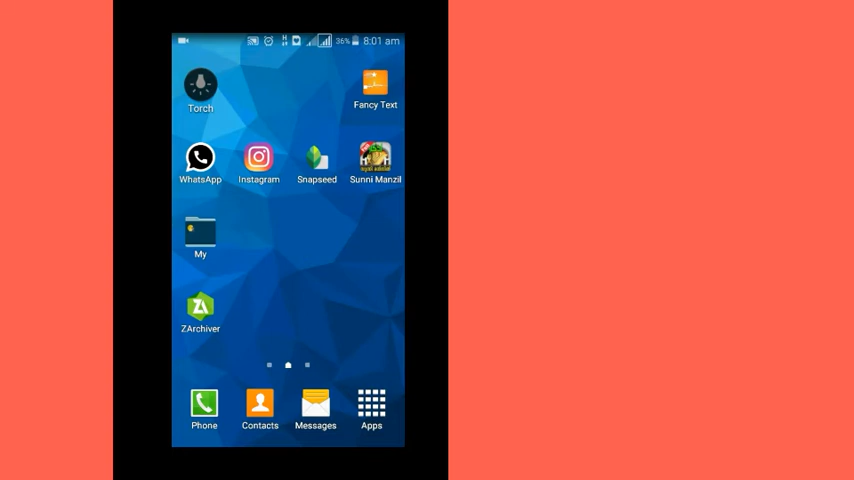 36% 8:01 am
Torch
Fancy Text
WhatsApp
Instagram
Snapseed
Sunni Manzil
My
ZArchiver
Phone
Contacts
Messages
Apps